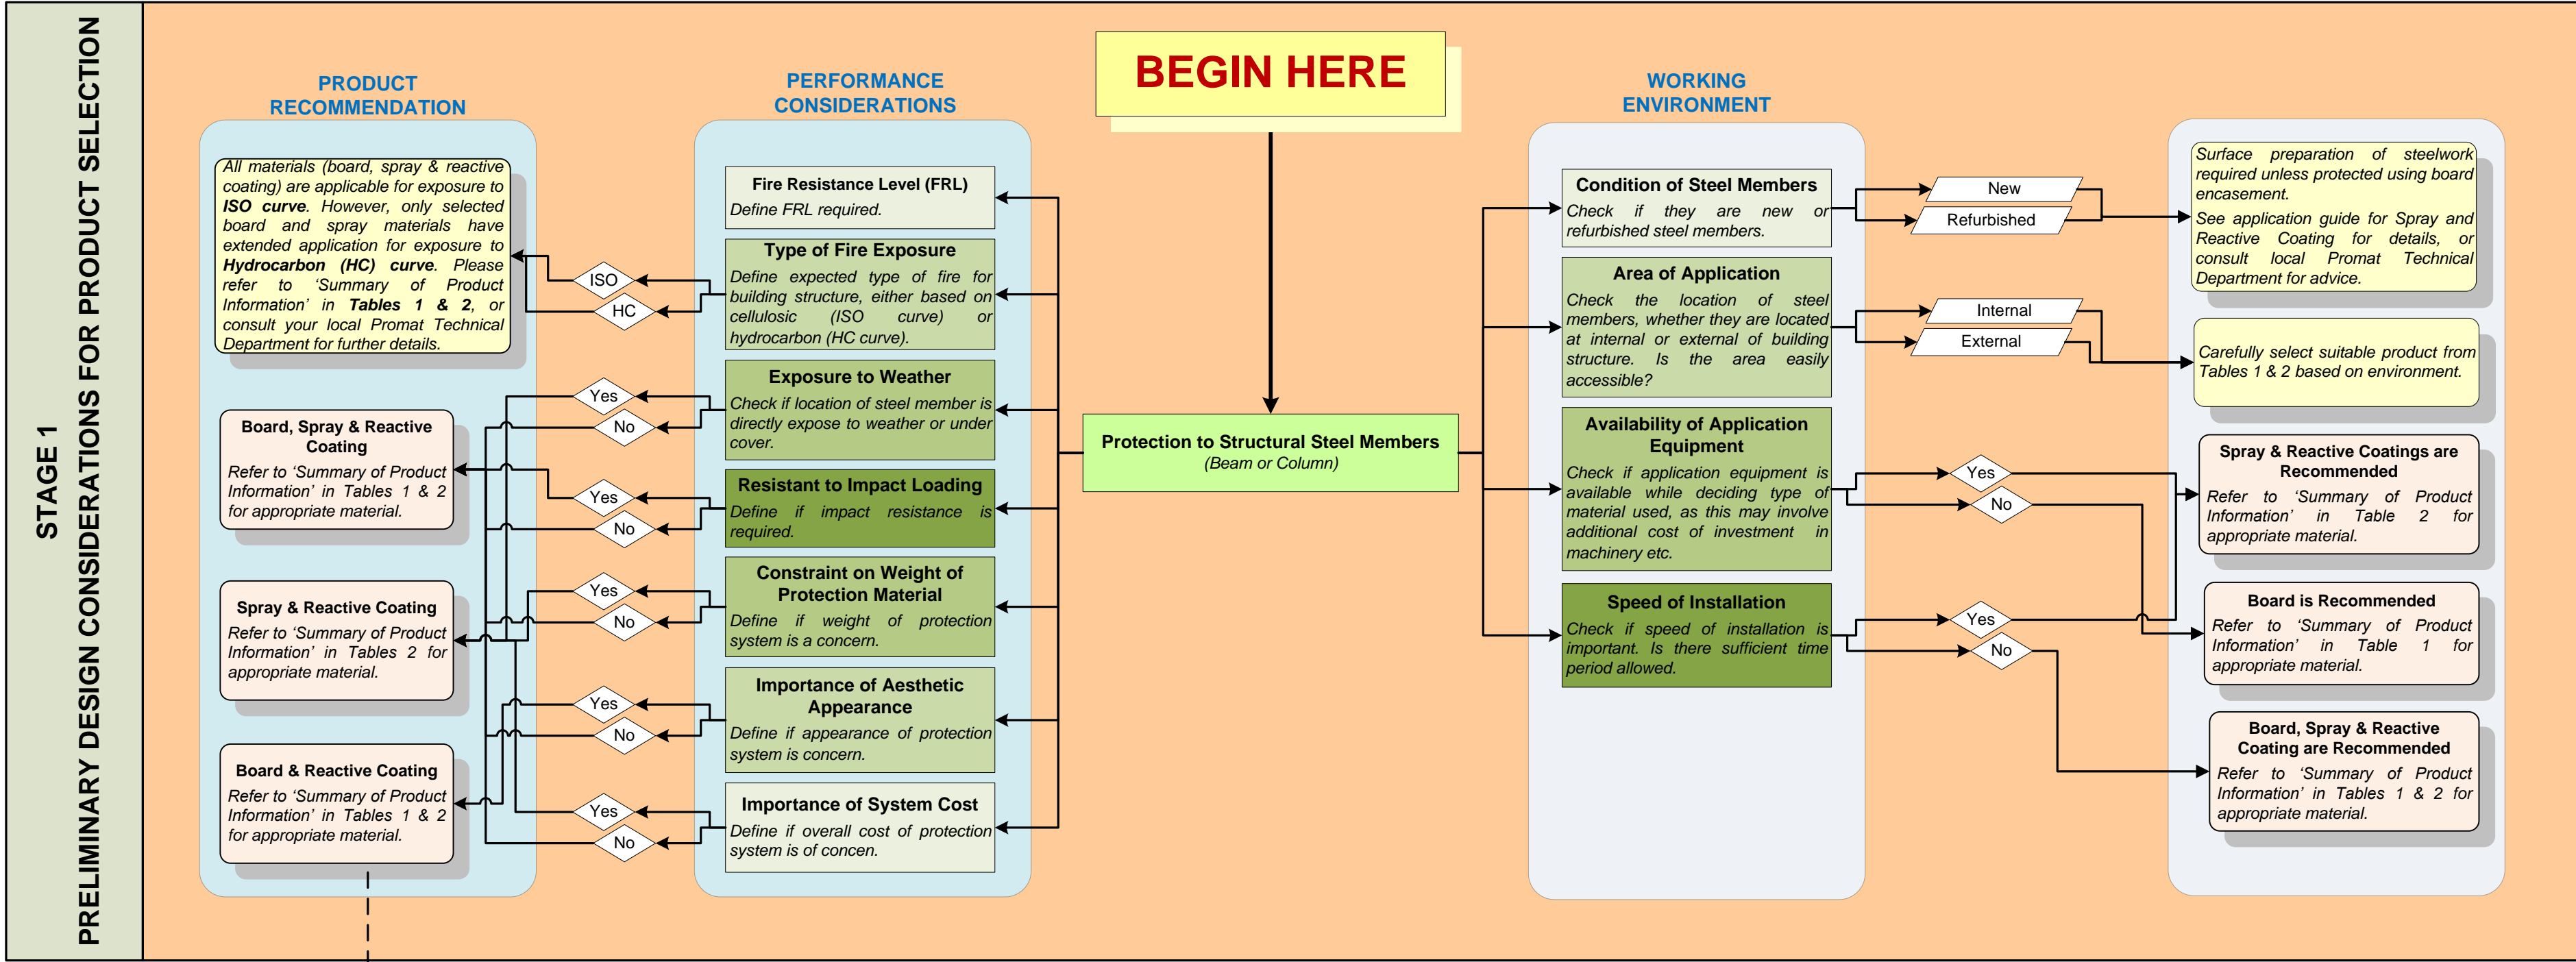 STAGE 1
PRELIMINARY DESIGN CONSIDERATIONS FOR PRODUCT SELECTION
BEGIN HERE
Protection to Structural Steel Members
(Beam or Column)
PRODUCT
RECOMMENDATION
All materials (board, spray & reactive
coating) are applicable for exposure to
ISO curve. However, only selected
board and spray materials have
extended application for exposure to
Hydrocarbon (HC) curve. Please
refer to ‘Summary of Product
Information’ in Tables 1 & 2, or
consult your local Promat Technical
Department for further details.
Board, Spray & Reactive
Coating
Refer to ‘Summary of Product
Information’ in Tables 1 & 2
for appropriate material.
Spray & Reactive Coating
Refer to ‘Summary of Product
Information’ in Tables 2 for
appropriate material.
Board & Reactive Coating
Refer to ‘Summary of Product
Information’ in Tables 1 & 2
for appropriate material.
ISO
HC
Yes
No
Yes
No
Yes
No
Yes
No
Yes
No
PERFORMANCE
CONSIDERATIONS
Fire Resistance Level (FRL)
Define FRL required.
Type of Fire Exposure
Define expected type of fire for
building structure, either based on
cellulosic (ISO curve) or
hydrocarbon (HC curve).
Exposure to Weather
Check if location of steel member is
directly expose to weather or under
cover.
Resistant to Impact Loading
Define if impact resistance is
required.
Constraint on Weight of
Protection Material
Define if weight of protection
system is a concern.
Importance of Aesthetic
Appearance
Define if appearance of protection
system is concern.
Importance of System Cost
Define if overall cost of protection
system is of concen.
WORKING
ENVIRONMENT
Condition of Steel Members
Check if they are new or
refurbished steel members.
Area of Application
Check the location of steel
members, whether they are located
at internal or external of building
structure. Is the area easily
accessible?
Availability of Application
Equipment
Check if application equipment is
available while deciding type of
material used, as this may involve
additional cost of investment in
machinery etc.
Speed of Installation
Check if speed of installation is
important. Is there sufficient time
period allowed.
New
Refurbished
Internal
External
Yes
No
Yes
No
Surface preparation of steelwork
required unless protected using board
encasement.
See application guide for Spray and
Reactive Coating for details, or
consult local Promat Technical
Department for advice.
Carefully select suitable product from
Tables 1 & 2 based on environment.
Spray & Reactive Coatings are
Recommended
Refer to ‘Summary of Product
Information’ in Table 2 for
appropriate material.
Board is Recommended
Refer to ‘Summary of Product
Information’ in Table 1 for
appropriate material.
Board, Spray & Reactive
Coating are Recommended
Refer to ‘Summary of Product
Information’ in Tables 1 & 2 for
appropriate material.